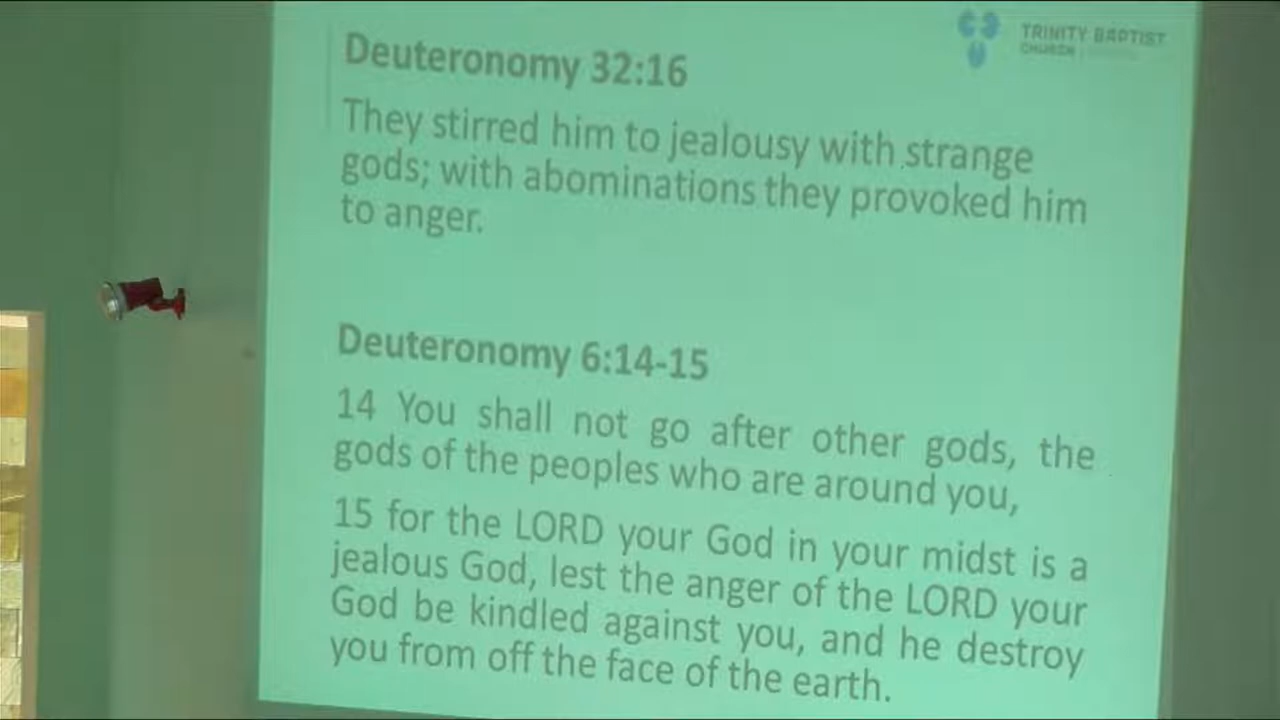 TRINITY BAPTIST
CHURCH
Deuteronomy 32:16
They stirred him to jealousy with strange
gods; with abominations they provoked him
to anger.
Deuteronomy 6:14-15
14 You shall not go after other gods, the
gods of the peoples who are around you,
15 for the LORD your God in your midst is a
jealous God, lest the anger of the LORD your
God be kindled against you, and he destroy
you from off the face of the earth.